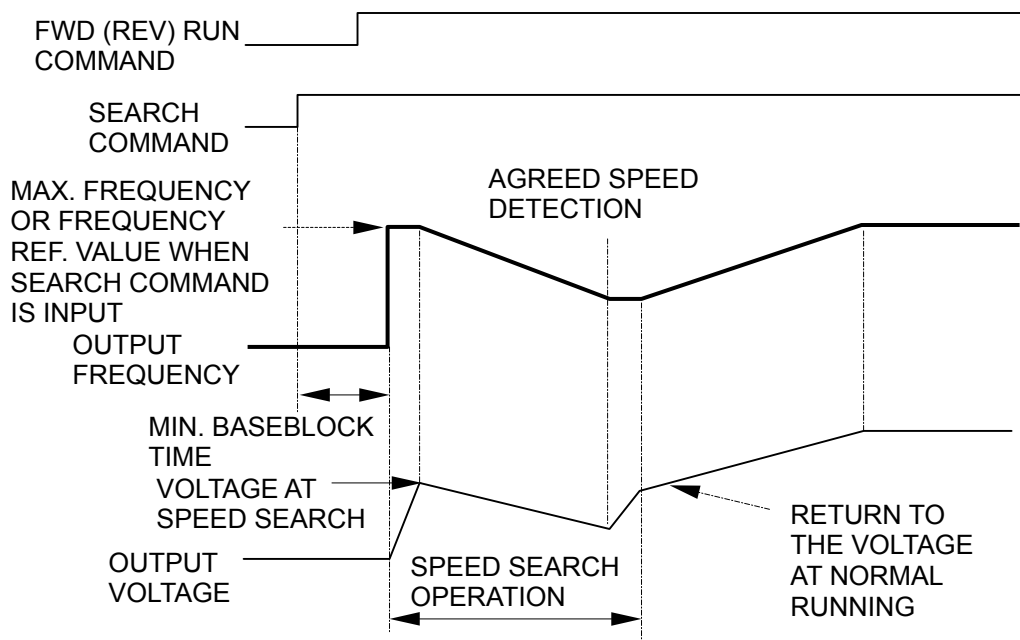 FWD (REV) RUN
COMMAND
SEARCH
COMMAND
MAX. FREQUENCY
OR FREQUENCY
REF. VALUE WHEN
SEARCH COMMAND
IS INPUT
AGREED SPEED
DETECTION
OUTPUT
FREQUENCY
MIN. BASEBLOCK
TIME
VOLTAGE AT
SPEED SEARCH
OUTPUT
VOLTAGE
SPEED SEARCH
OPERATION
RETURN TO
THE VOLTAGE
AT NORMAL
RUNNING